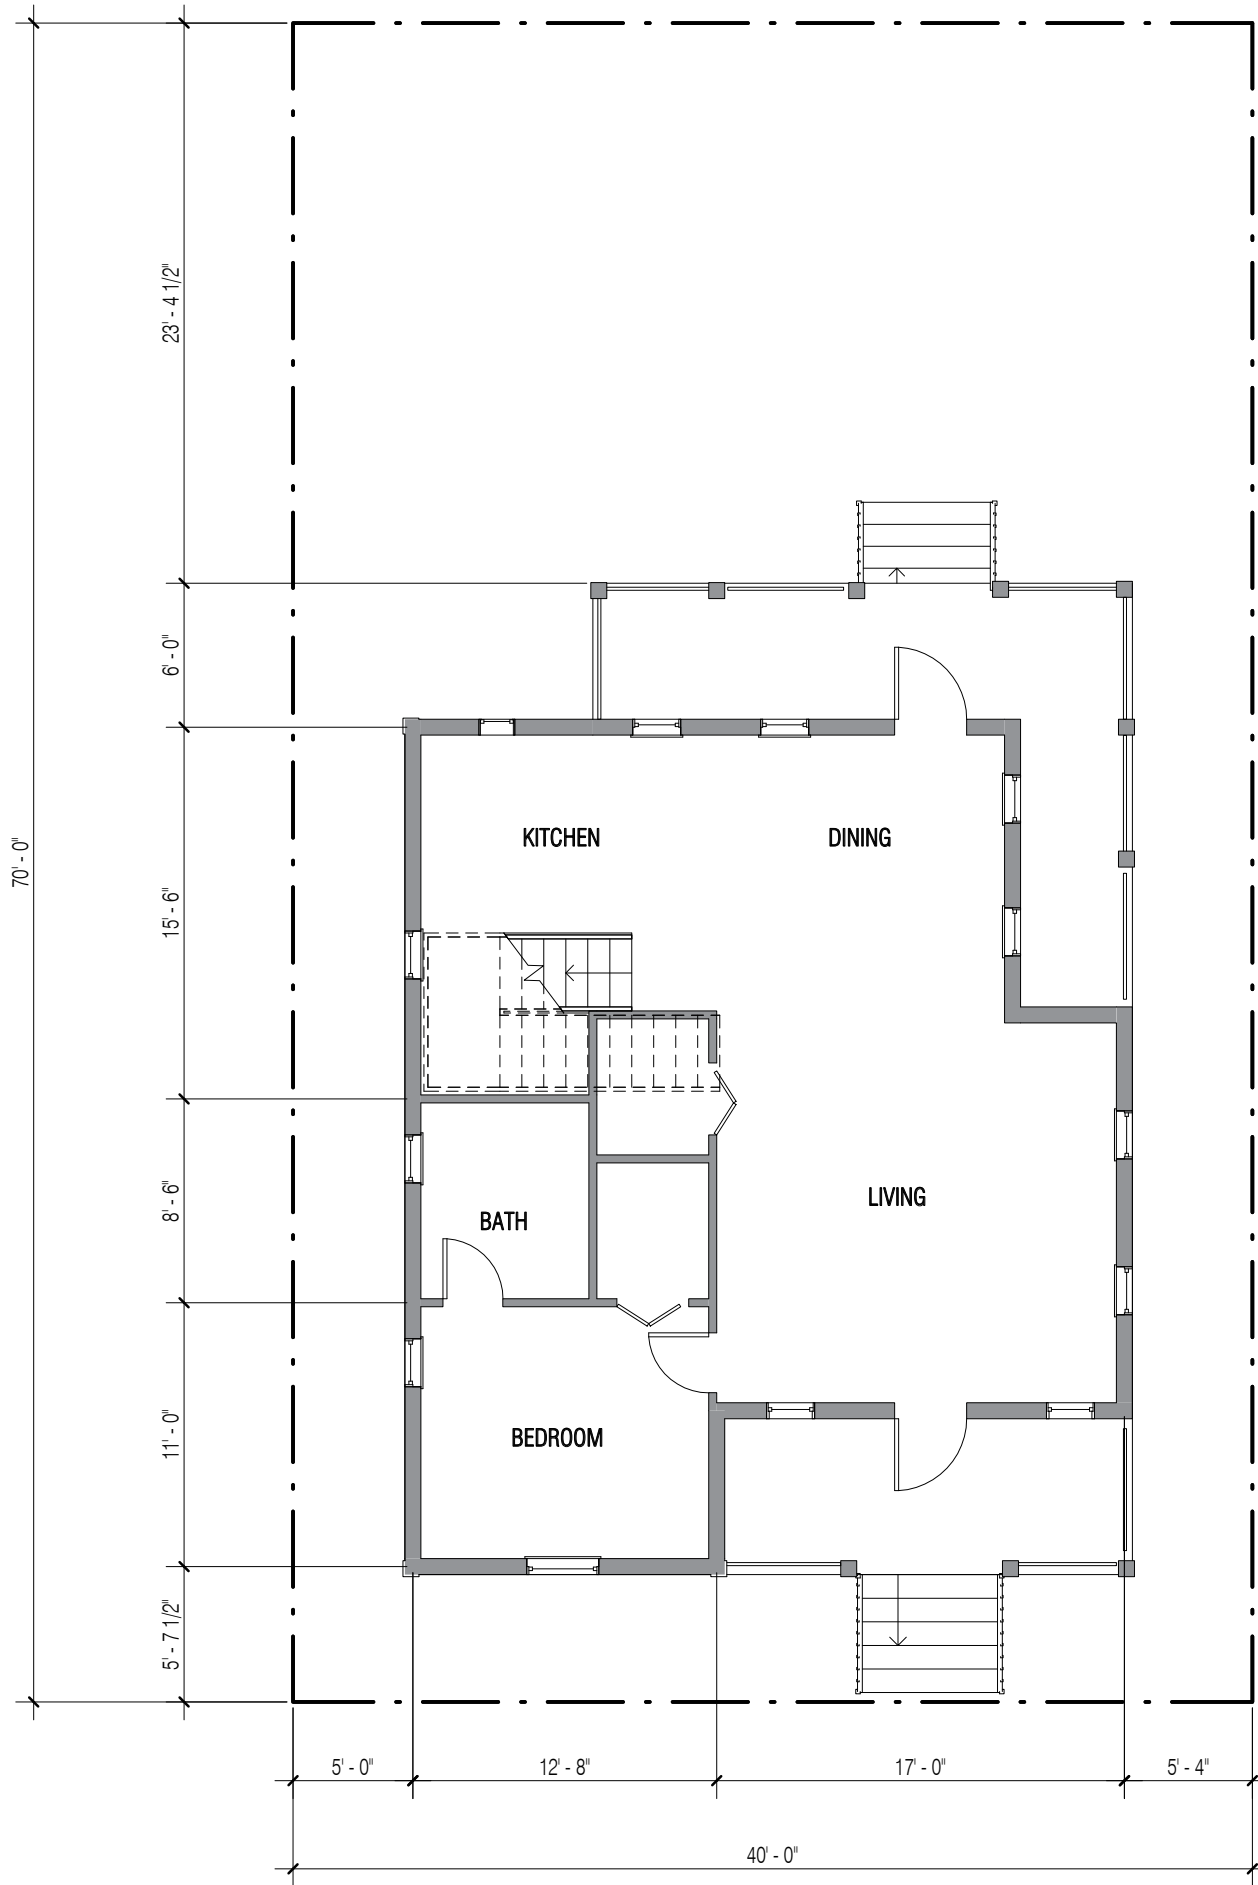 23' - 4 1/2"
6' - 0"
KITCHEN
DINING
70' - 0"
15' - 6"
LIVING
8' - 6"
BATH
BEDROOM
11' - 0"
5' - 7 1/2"
5' - 0"
12' - 8"
17' - 0"
5' - 4"
40' - 0"